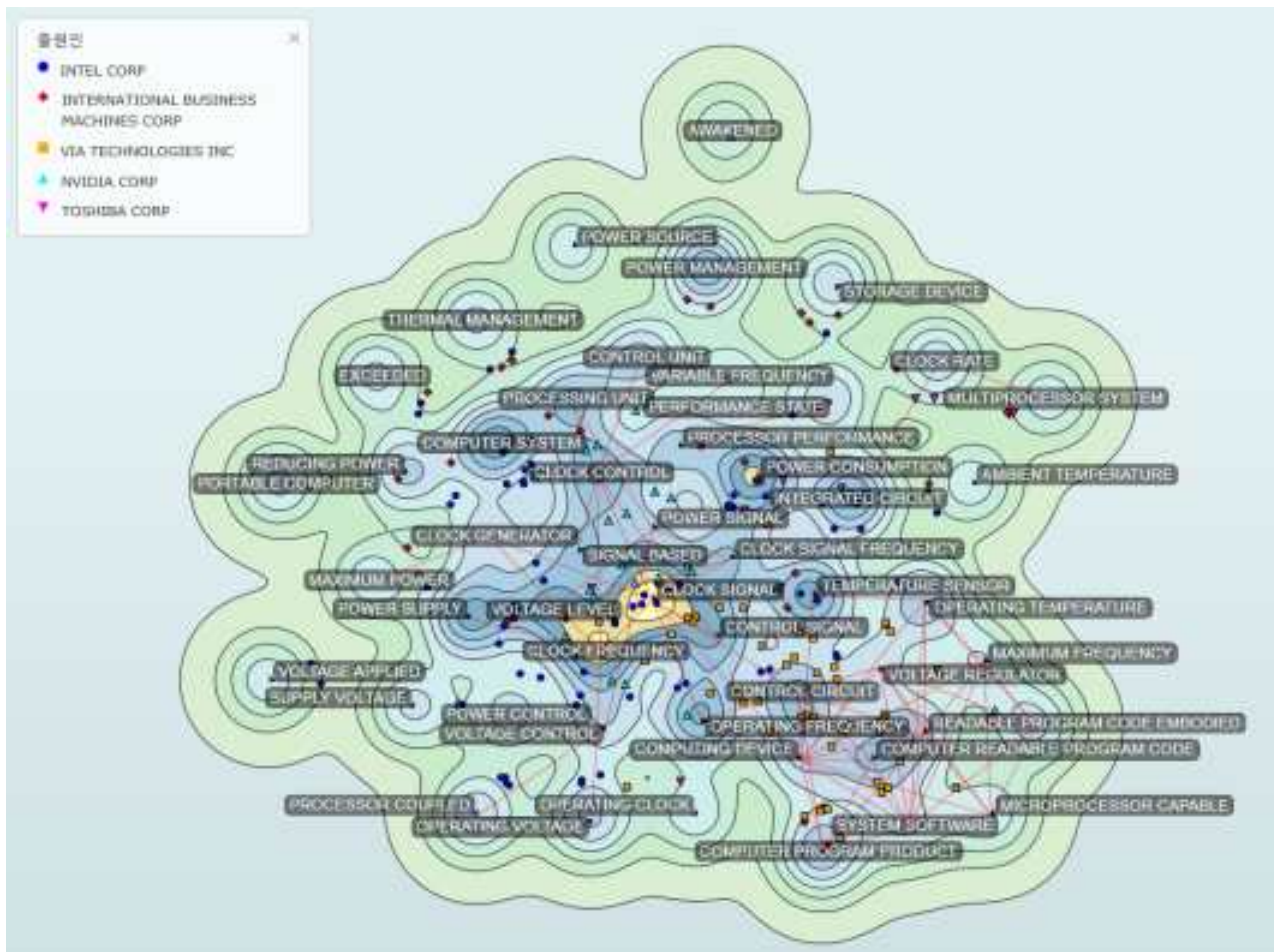 출원인
INTEL CORP
INTERNATIONAL BUSINESS
MACHINES CORP
VIA TECHNOLOGIES INC
NVIDIA CORP
TOSHIBA CORP
AWAKENED
POWER SOURCE
POWER MANAGEMENT
STORAGE DEVICE
THERMAL MANAGEMENT
CONTROL UNIT
CLOCK RATE
EXCEEDED
VARIABLE FREQUENCY
PROCESSING UNIT
PERFORMANCE STATE
MULTIPROCESSOR SYSTEM
COMPUTER SYSTEM
PROCESSOR PERFORMANCE
REDUCING POWER
CLOCK CONTROL
POWER CONSUMPTION
AMBIENT TEMPERATURE
PORTABLE COMPUTER
INTEGRATED CIRCUIT
POWER SIGNAL
CLOCK GENERATOR
SIGNAL BASED
CLOCK SIGNAL FREQUENCY
MAXIMUM POWER
CLOCK SIGNAL
TEMPERATURE SENSOR
POWER SUPPLY
VOLTAGE LEVEL
OPERATING TEMPERATURE
CONTROL SIGNAL
CLOCK FREQUENCY
MAXIMUM FREQUENCY
VOLTAGE APPLIED
VOLTAGE REGULATOR
SUPPLY VOLTAGE
CONTROL CIRCUIT
POWER CONTROL
OPERATING FREQUENCY
READABLE PROGRAM CODE EMBODIED
VOLTAGE CONTROL
COMPUTING DEVICE
COMPUTER READABLE PROGRAM CODE
PROCESSOR COUPLED
OPERATING CLOCK
MICROPROCESSOR CAPABLE
OPERATING VOLTAGE
SYSTEM SOFTWARE
COMPUTER PROGRAM PRODUCT